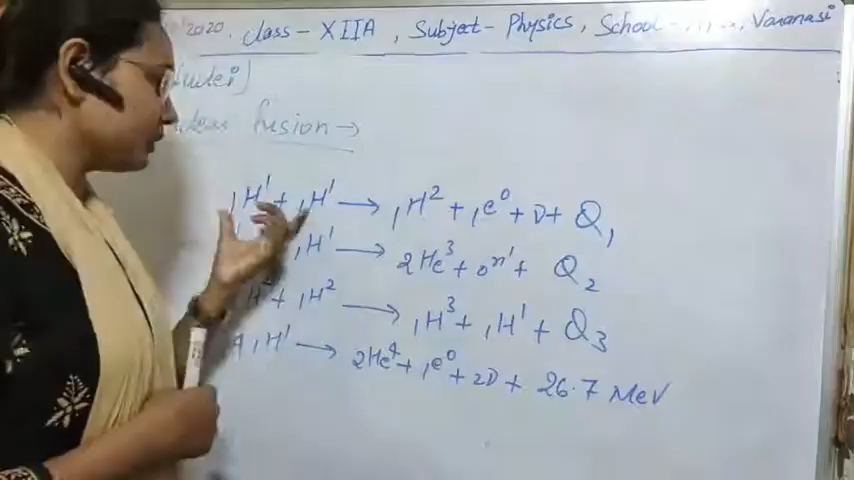 2020. Class - XIIA, Subject - Physics, School - Varanasi
fusion →
₁H¹ + ₁H¹ → ₁H² + ₁e⁰ + ν + Q₁
₁H¹ → ₂He³ + ₀n¹ + Q₂
H² + ₁H² → ₁H³ + ₁H¹ + Q₃
4 ₁H¹ → ₂He⁴ + ₁e⁰ + 2ν + 26.7 MeV